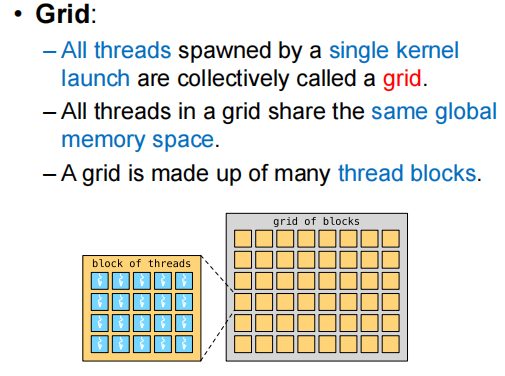 • Grid:
– All threads spawned by a single kernel
launch are collectively called a grid.
– All threads in a grid share the same global
memory space.
– A grid is made up of many thread blocks.
grid of blocks
block of threads